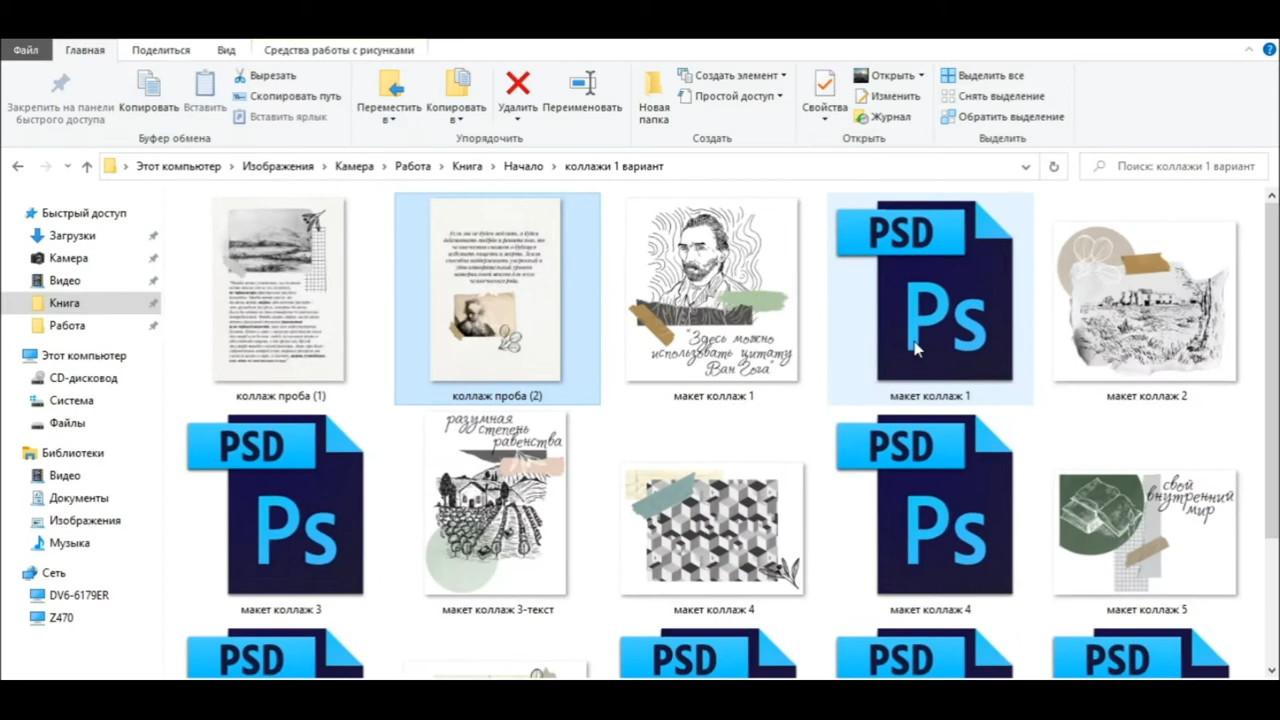 Файл Главная Поделиться Вид Средства работы с рисунками
Закрепить на панели быстрого доступа
Копировать
Вставить
Вырезать
Скопировать путь
Вставить ярлык
Буфер обмена
Переместить в
Копировать в
Удалить
Переименовать
Упорядочить
Новая папка
Создать элемент
Простой доступ
Создать
Свойства
Открыть
Изменить
Журнал
Открыть
Выделить все
Снять выделение
Обратить выделение
Выделить
Этот компьютер Изображения Камера Работа Книга Начало коллажи 1 вариант
Поиск: коллажи 1 вариант
Быстрый доступ
Загрузки
Камера
Видео
Книга
Работа
Этот компьютер
CD-дисковод
Система
Файлы
Библиотеки
Видео
Документы
Изображения
Музыка
Сеть
DV6-6179ER
Z470
коллаж проба (1)
коллаж проба (2)
"Здесь можно
использовать цитату
Ван Гога"
макет коллаж 1
PSD
Ps
макет коллаж 1
макет коллаж 2
PSD
Ps
макет коллаж 3
разумная
степень
равенства
макет коллаж 3-текст
макет коллаж 4
PSD
Ps
макет коллаж 4
свой
внутренний
мир
макет коллаж 5
PSD
PSD
PSD
PSD